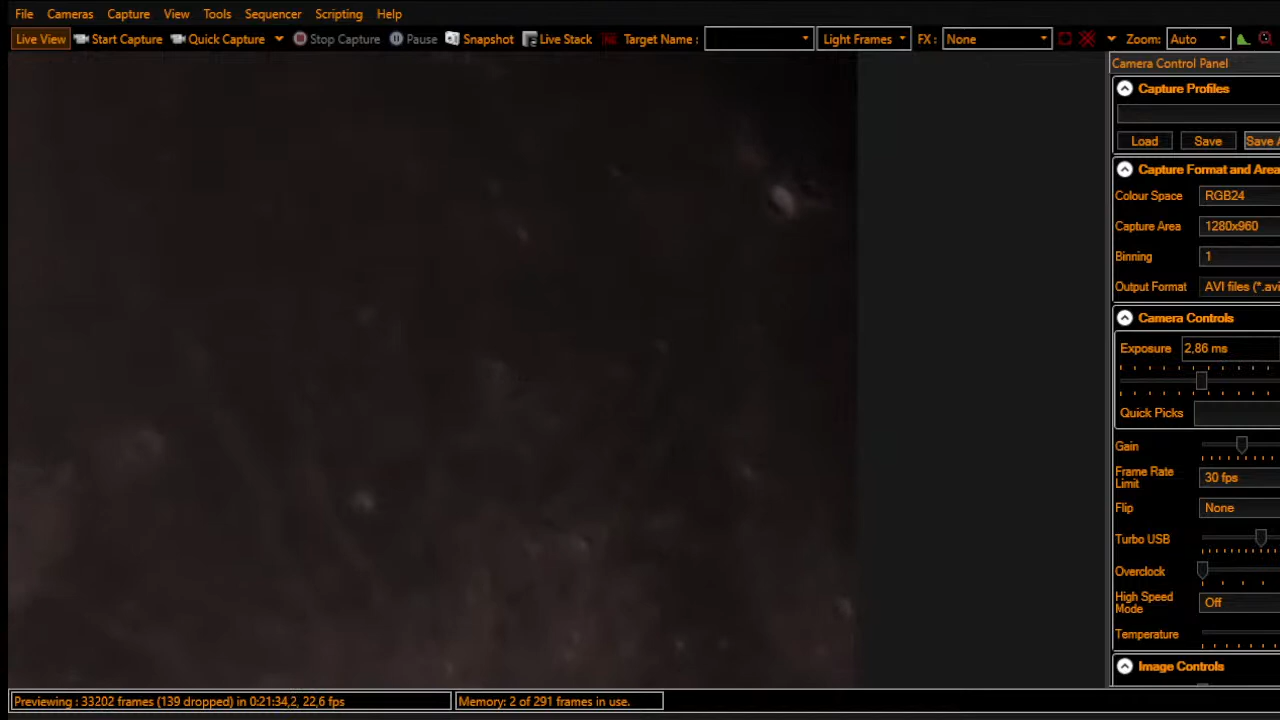 File Cameras Capture View Tools Sequencer Scripting Help
Live View Start Capture Quick Capture Stop Capture Pause Snapshot Live Stack Target Name : Light Frames FX : None Zoom: Auto
Camera Control Panel
Capture Profiles
Load Save Save A
Capture Format and Area
Colour Space RGB24
Capture Area 1280x960
Binning 1
Output Format AVI files (*.avi
Camera Controls
Exposure 2,86 ms
Quick Picks
Gain
Frame Rate Limit 30 fps
Flip None
Turbo USB
Overclock
High Speed Mode Off
Temperature
Image Controls
Previewing : 33202 frames (139 dropped) in 0:21:34,2, 22,6 fps Memory: 2 of 291 frames in use.